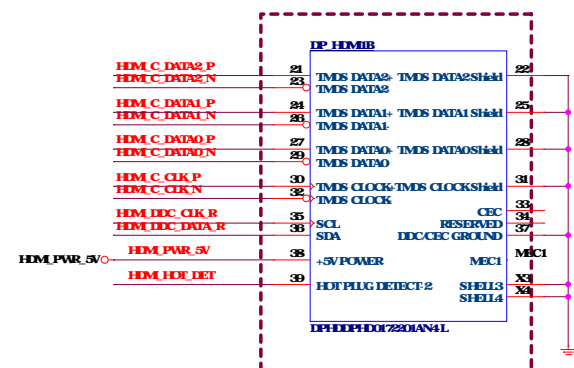 DP_HDMI1B
HDMI_C_DATA2_P 21 TMDS DATA2+ TMDS DATA2 Shield 22
HDMI_C_DATA2_N 23 TMDS DATA2
HDMI_C_DATA1_P 24 TMDS DATA1+ TMDS DATA1 Shield 25
HDMI_C_DATA1_N 26 TMDS DATA1-
HDMI_C_DATA0_P 27 TMDS DATA0+ TMDS DATA0 Shield 28
HDMI_C_DATA0_N 29 TMDS DATA0
HDMI_C_CLK_P 30 TMDS CLOCK+ TMDS CLOCK Shield 31
HDMI_C_CLK_N 32 TMDS CLOCK
CEC 33
HDMI_DDC_CLK_R 35 SCL RESERVED 34
HDMI_DDC_DATA_R 36 SDA DDC/CEC GROUND 37
HDMI_PWR_5V HDMI_PWR_5V 38 +5V POWER MEC1 MEC1
HDMI_HOT_DET 39 HOT PLUG DETECT-2 SHELL3 X3
SHELL4 X4
DPHDDPHD0172201AN4L